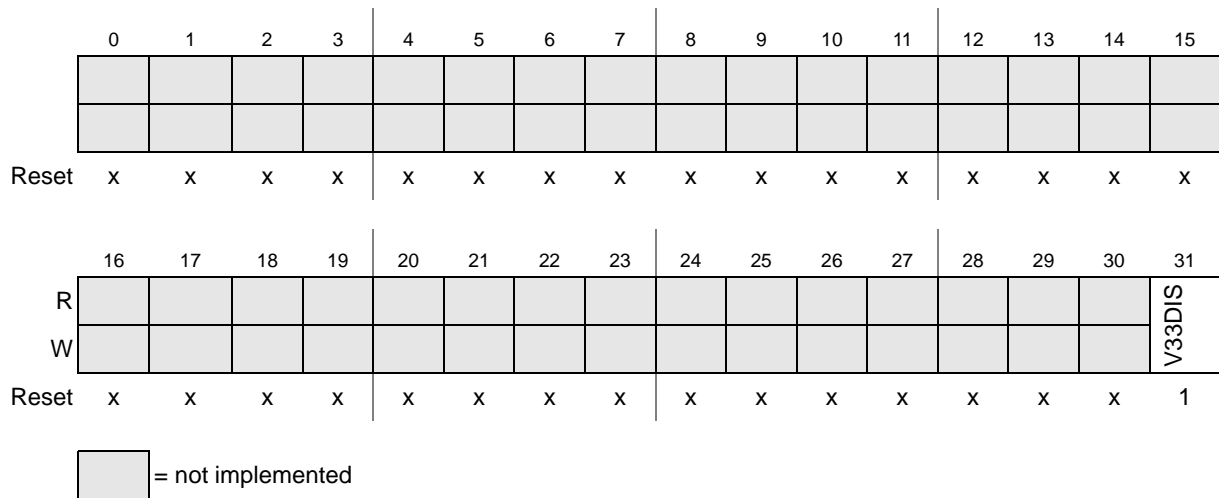 0 1 2 3 4 5 6 7 8 9 10 11 12 13 14 15
Reset x x x x x x x x x x x x x x x x
16 17 18 19 20 21 22 23 24 25 26 27 28 29 30 31
R
V33DIS
W
Reset x x x x x x x x x x x x x x x 1
= not implemented